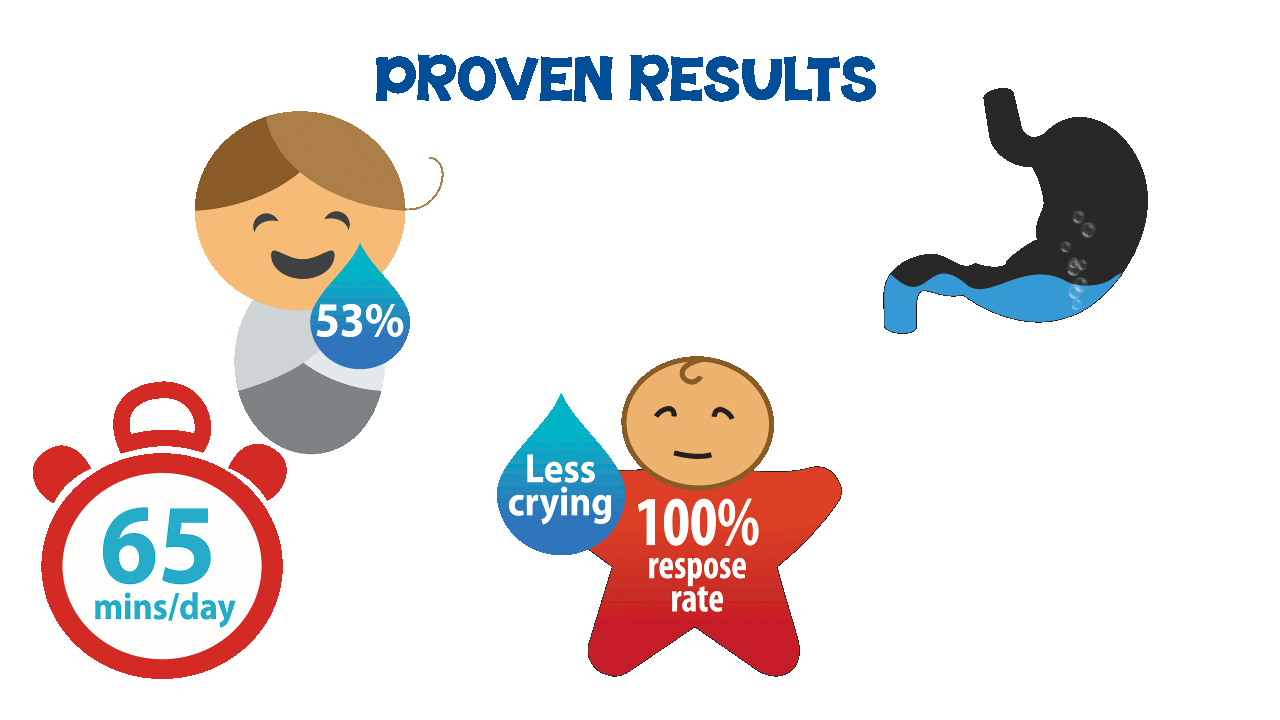 PROVEN RESULTS
53%
65
mins/day
Less
crying
100%
respose
rate